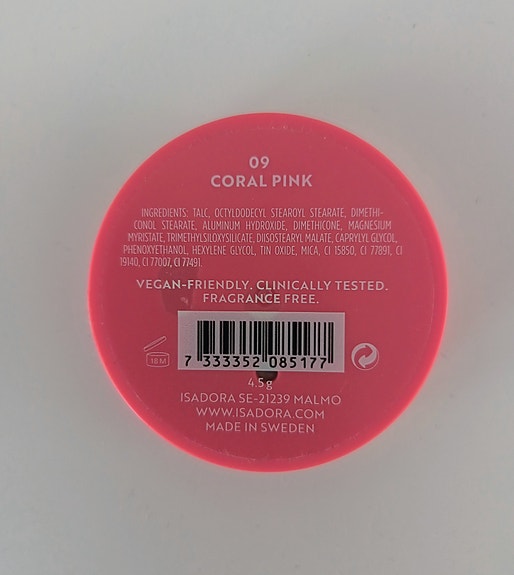 09
CORAL PINK
INGREDIENTS: TALC, OCTYLDODECYL STEAROYL STEARATE, DIMETHI-
CONOL STEARATE, ALUMINUM HYDROXIDE, DIMETHICONE, MAGNESIUM
MYRISTATE, TRIMETHYLSILOXYSILICATE, DIISOSTEARYL MALATE, CAPRYLYL GLYCOL,
PHENOXYETHANOL, HEXYLENE GLYCOL, TIN OXIDE, MICA, CI 15850, CI 77891, CI
19140, CI 77007, CI 77491.
VEGAN-FRIENDLY. CLINICALLY TESTED.
FRAGRANCE FREE.
18M
7 333352 085177
4.5g
ISADORA SE-21239 MALMO
WWW.ISADORA.COM
MADE IN SWEDEN